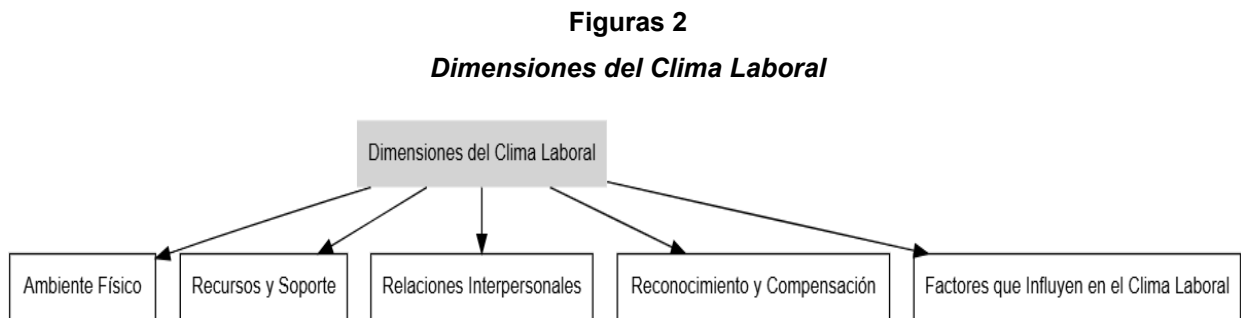 Figuras 2
Dimensiones del Clima Laboral
Dimensiones del Clima Laboral
Ambiente Físico
Recursos y Soporte
Relaciones Interpersonales
Reconocimiento y Compensación
Factores que Influyen en el Clima Laboral